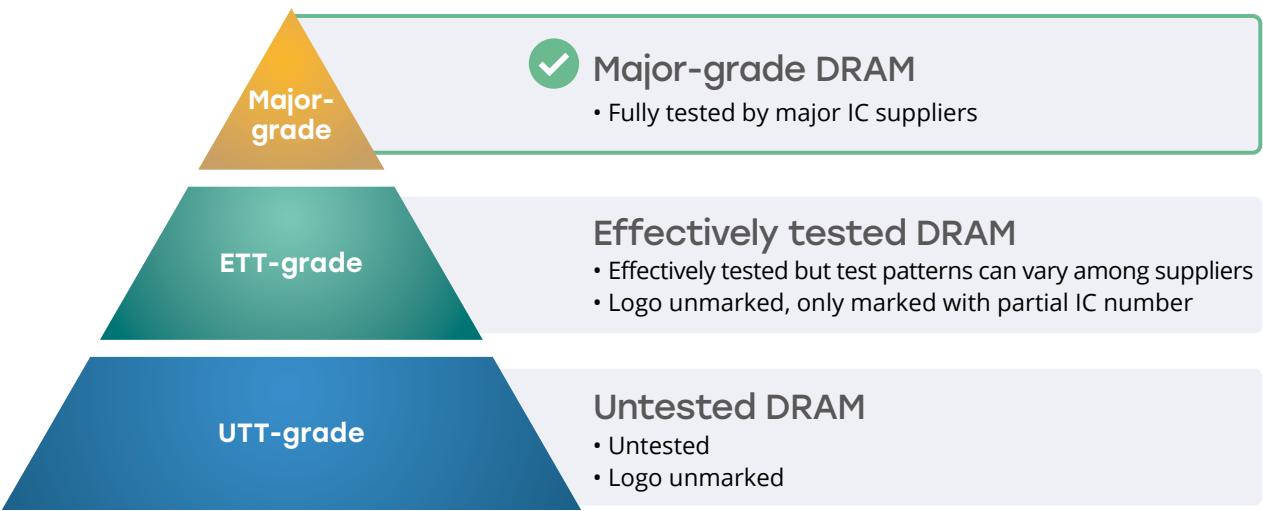 Major-
grade
Major-grade DRAM
• Fully tested by major IC suppliers
ETT-grade
Effectively tested DRAM
• Effectively tested but test patterns can vary among suppliers
• Logo unmarked, only marked with partial IC number
UTT-grade
Untested DRAM
• Untested
• Logo unmarked